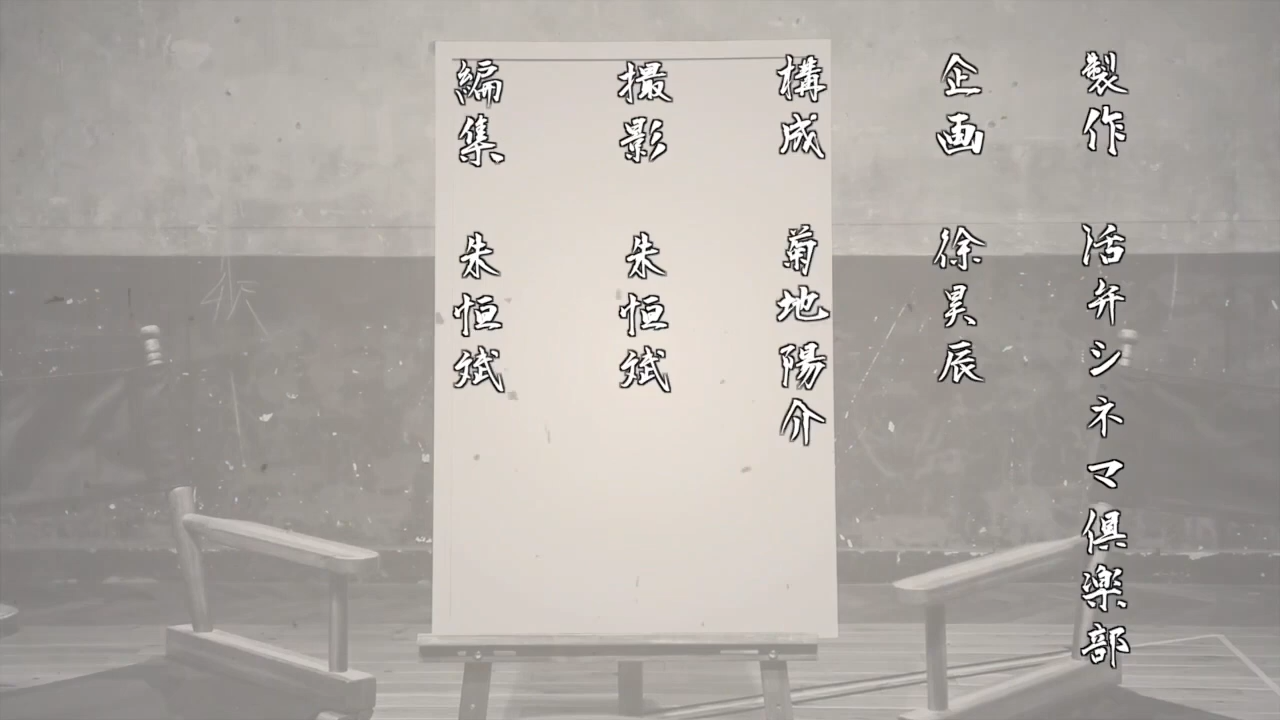 製作 活弁シネマ倶楽部
企画 徐昊辰
構成 菊地陽介
撮影 朱恒斌
編集 朱恒斌